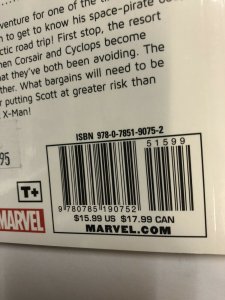 venture for one of the
n to get to know his space-pirate
ctic road trip! First stop, the resort
hen Corsair and Cyclops become
hat they've both been avoiding. The
ther. What bargains will need to be
r putting Scott at greater risk than
X-Man!
95
ISBN 978-0-7851-9075-2
51599
T+
MARVEL
9 780785 190752
$15.99 US $17.99 CAN
MARVEL.COM